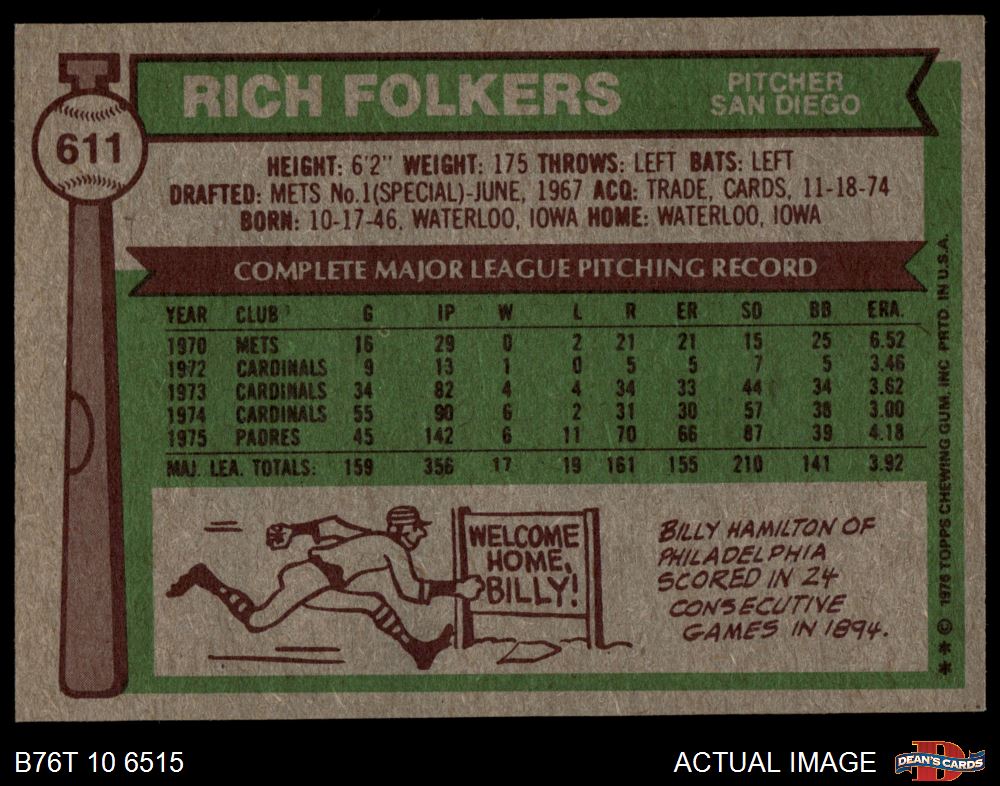 611
RICH FOLKERS
PITCHER
SAN DIEGO
HEIGHT: 6'2" WEIGHT: 175 THROWS: LEFT BATS: LEFT
DRAFTED: METS No.1(SPECIAL)-JUNE, 1967 ACQ: TRADE, CARDS, 11-18-74
BORN: 10-17-46, WATERLOO, IOWA HOME: WATERLOO, IOWA
COMPLETE MAJOR LEAGUE PITCHING RECORD
YEAR CLUB G IP W L R ER SO BB ERA.
1970 METS 16 29 0 2 21 21 15 25 6.52
1972 CARDINALS 9 13 1 0 5 5 7 5 3.46
1973 CARDINALS 34 82 4 4 34 33 44 34 3.62
1974 CARDINALS 55 90 6 2 31 30 57 38 3.00
1975 PADRES 45 142 6 11 70 66 87 39 4.18
MAJ. LEA. TOTALS: 159 356 17 19 161 155 210 141 3.92
WELCOME
HOME,
BILLY!
BILLY HAMILTON OF
PHILADELPHIA
SCORED IN 24
CONSECUTIVE
GAMES IN 1894.
** © 1976 TOPPS CHEWING GUM, INC PRTD. IN U.S.A.
B76T 10 6515
ACTUAL IMAGE
D
DEAN'S CARDS